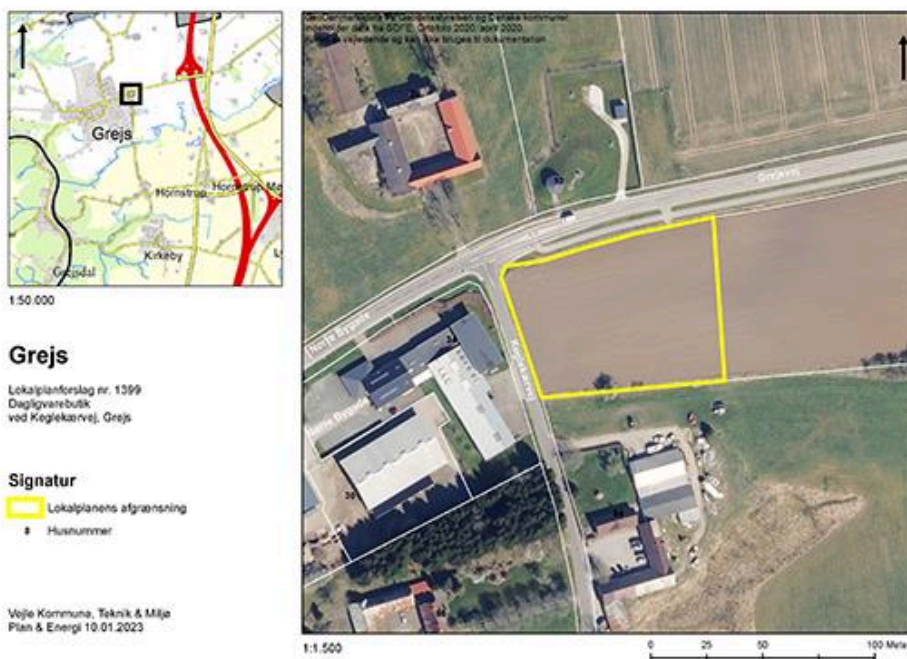 Grejs
Hornstrup
Kirkeby
Grejsdal
1:50.000
Grejs
Lokalplanforslag nr. 1399
Dagligvarebutik
ved Keglekærvej, Grejs
Signatur
Lokalplanens afgrænsning
Husnummer
Vejle Kommune, Teknik & Miljø
Plan & Energi 10.01.2023
Grejsvej
Nørre Bygade
Keglekærvej
Nørre Bygade
1:1.500
0 25 50 100 Mete